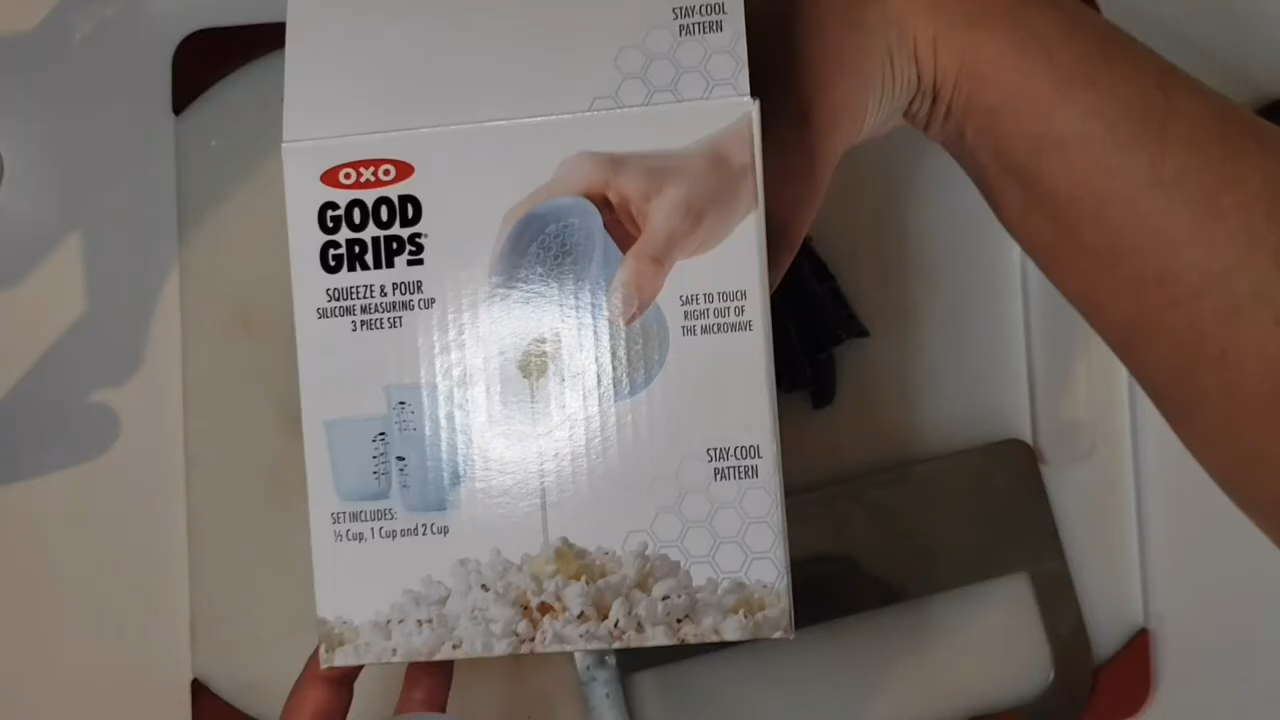 STAY-COOL
PATTERN
OXO
GOOD
GRIPS
SQUEEZE & POUR
SILICONE MEASURING CUP
3 PIECE SET
SAFE TO TOUCH
RIGHT OUT OF
THE MICROWAVE
STAY-COOL
PATTERN
SET INCLUDES:
½ Cup, 1 Cup and 2 Cup